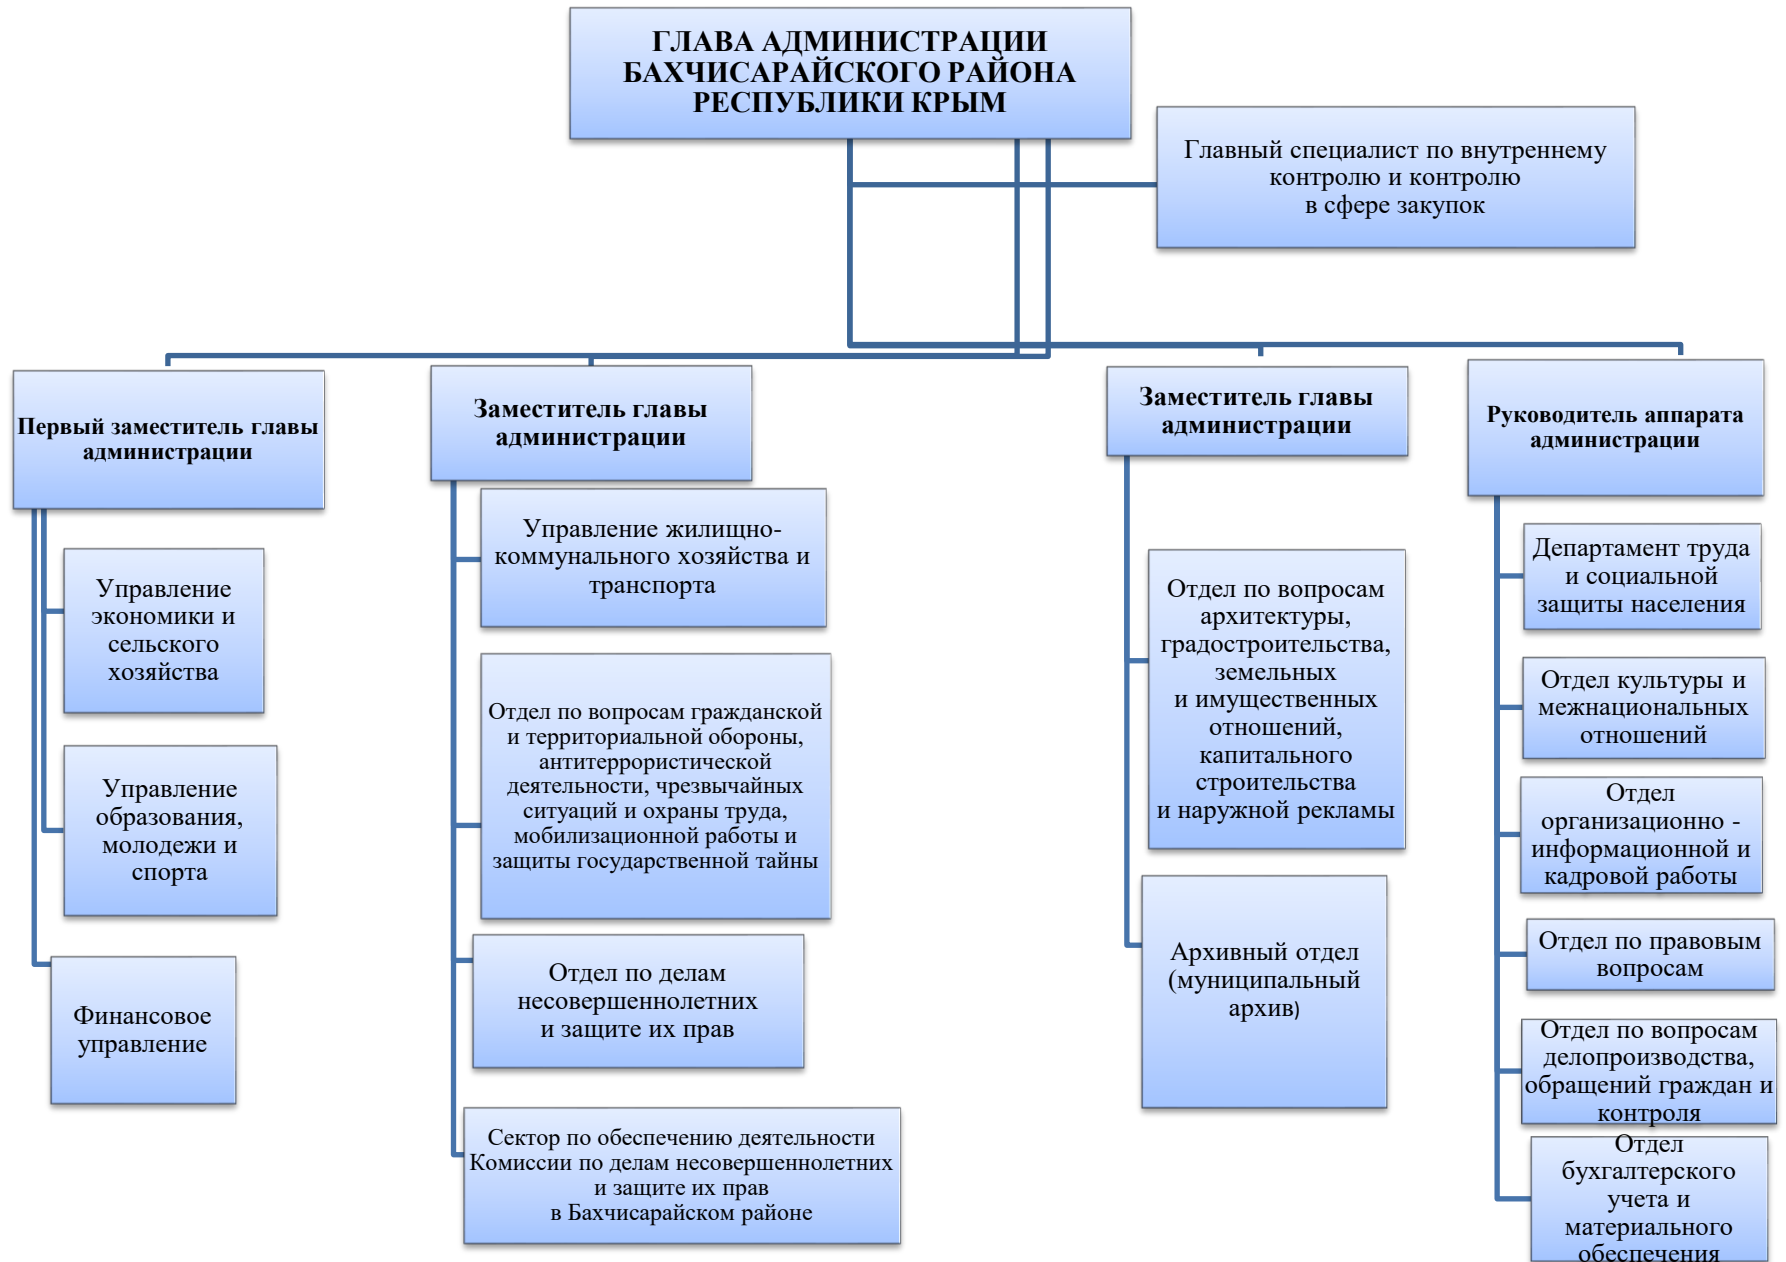 ГЛАВА АДМИНИСТРАЦИИ
БАХЧИСАРАЙСКОГО РАЙОНА
РЕСПУБЛИКИ КРЫМ
Главный специалист по внутреннему
контролю и контролю
в сфере закупок
Первый заместитель главы
администрации
Управление
экономики и
сельского
хозяйства
Управление
образования,
молодежи и
спорта
Финансовое
управление
Заместитель главы
администрации
Управление жилищно-
коммунального хозяйства и
транспорта
Отдел по вопросам гражданской
и территориальной обороны,
антитеррористической
деятельности, чрезвычайных
ситуаций и охраны труда,
мобилизационной работы и
защиты государственной тайны
Отдел по делам
несовершеннолетних
и защите их прав
Сектор по обеспечению деятельности
Комиссии по делам несовершеннолетних
и защите их прав
в Бахчисарайском районе
Заместитель главы
администрации
Отдел по вопросам
архитектуры,
градостроительства,
земельных
и имущественных
отношений,
капитального
строительства
и наружной рекламы
Архивный отдел
(муниципальный
архив)
Руководитель аппарата
администрации
Департамент труда
и социальной
защиты населения
Отдел культуры и
межнациональных
отношений
Отдел
организационно -
информационной и
кадровой работы
Отдел по правовым
вопросам
Отдел по вопросам
делопроизводства,
обращений граждан и
контроля
Отдел
бухгалтерского
учета и
материального
обеспечения